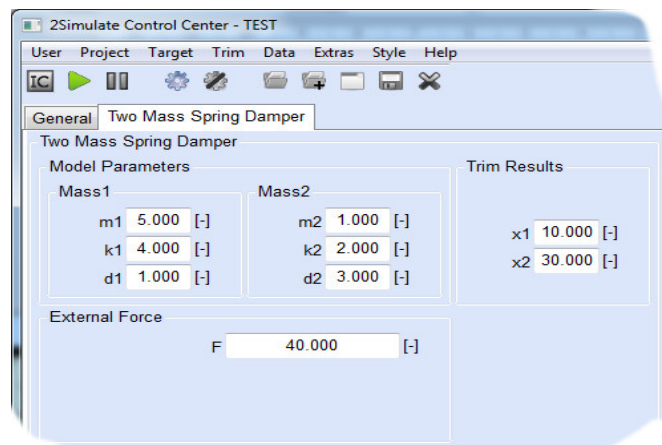 2Simulate Control Center - TEST
User Project Target Trim Data Extras Style Help
IC
General Two Mass Spring Damper
Two Mass Spring Damper
Model Parameters
Mass1
m1 5.000 [-]
k1 4.000 [-]
d1 1.000 [-]
Mass2
m2 1.000 [-]
k2 2.000 [-]
d2 3.000 [-]
Trim Results
x1 10.000 [-]
x2 30.000 [-]
External Force
F 40.000 [-]